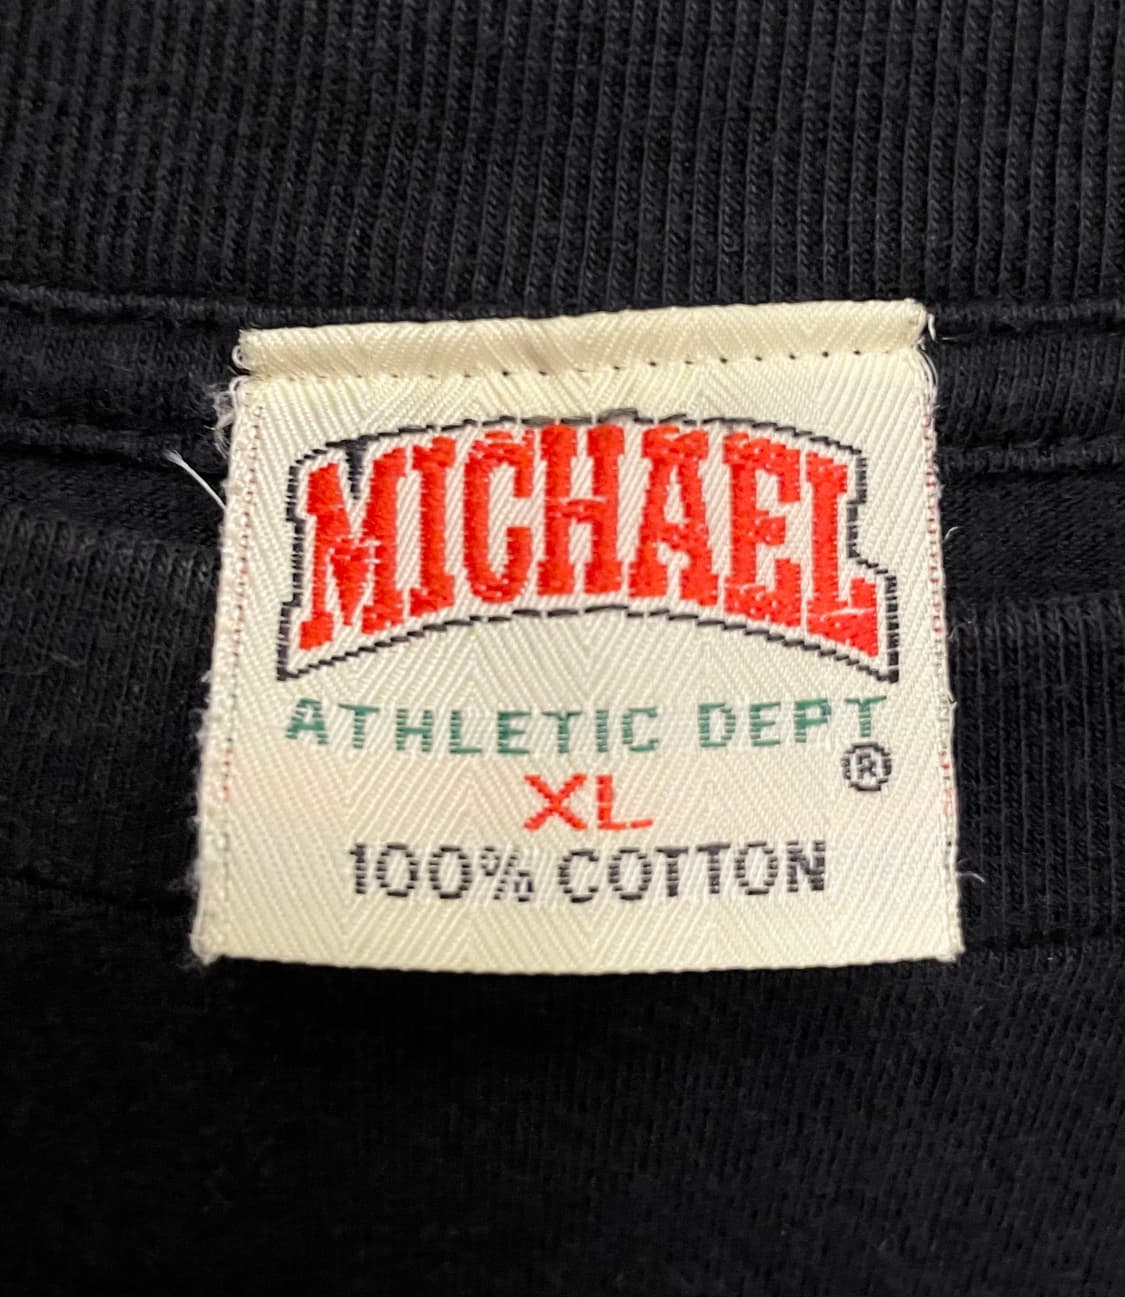 MICHAEL
ATHLETIC DEPT
®
XL
100% COTTON